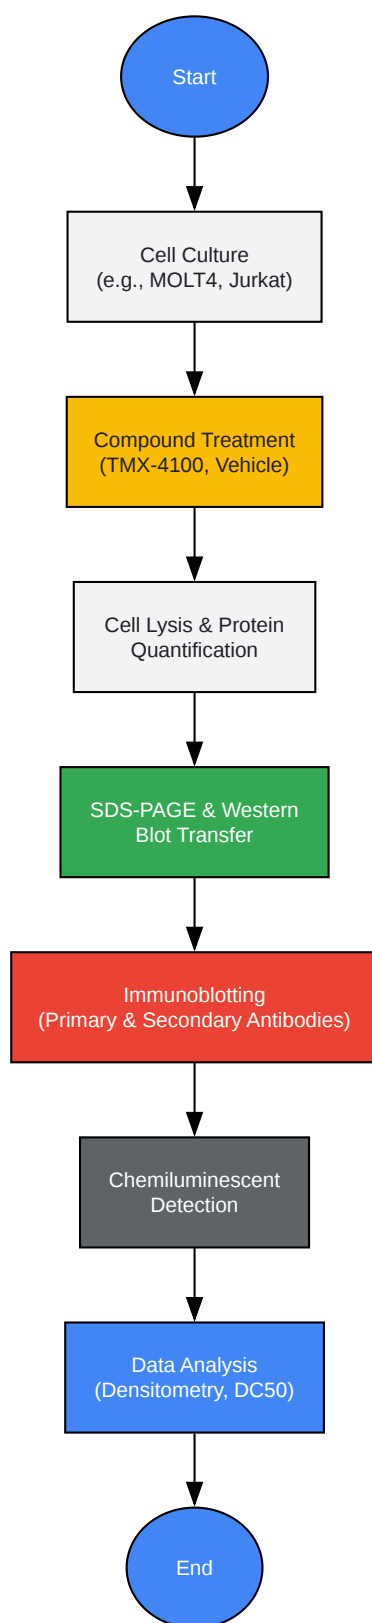 Start
Cell Culture
(e.g., MOLT4, Jurkat)
Compound Treatment
(TMX-4100, Vehicle)
Cell Lysis & Protein
Quantification
SDS-PAGE & Western
Blot Transfer
Immunoblotting
(Primary & Secondary Antibodies)
Chemiluminescent
Detection
Data Analysis
(Densitometry, DC50)
End